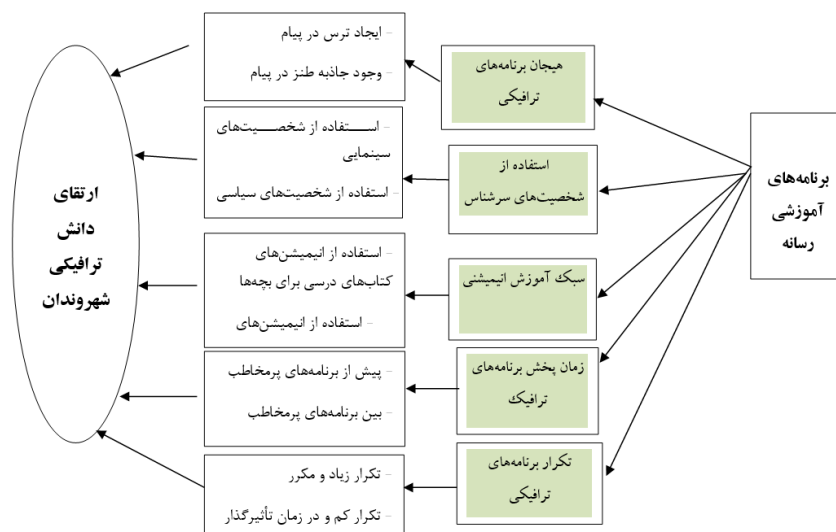 برنامه‌های
آموزشی
رسانه
هیجان برنامه‌های
ترافیکی
- ایجاد ترس در پیام
- وجود جاذبه طنز در پیام
استفاده از
شخصیت‌های سرشناس
- اســـتفاده از شخصـــیت‌های
سینمایی
- استفاده از شخصیت‌های سیاسی
سبک آموزش انیمیشنی
- استفاده از انیمیشن‌های
کتاب‌های درسی برای بچه‌ها
- استفاده از انیمیشن‌های
زمان پخش برنامه‌های
ترافیک
- پیش از برنامه‌های پرمخاطب
- بین برنامه‌های پرمخاطب
تکرار برنامه‌های
ترافیکی
- تکرار زیاد و مکرر
- تکرار کم و در زمان تأثیرگذار
ارتقای
دانش
ترافیکی
شهروندان